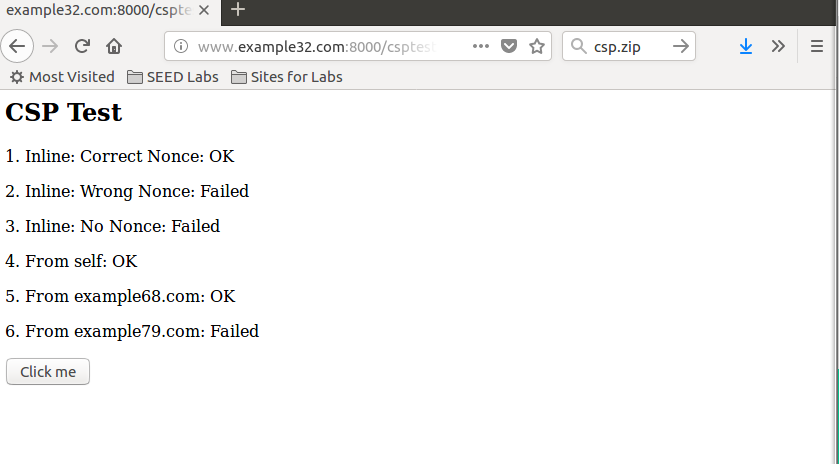 example32.com:8000/cspte
www.example32.com:8000/csptest
csp.zip
Most Visited SEED Labs Sites for Labs
CSP Test
1. Inline: Correct Nonce: OK
2. Inline: Wrong Nonce: Failed
3. Inline: No Nonce: Failed
4. From self: OK
5. From example68.com: OK
6. From example79.com: Failed
Click me